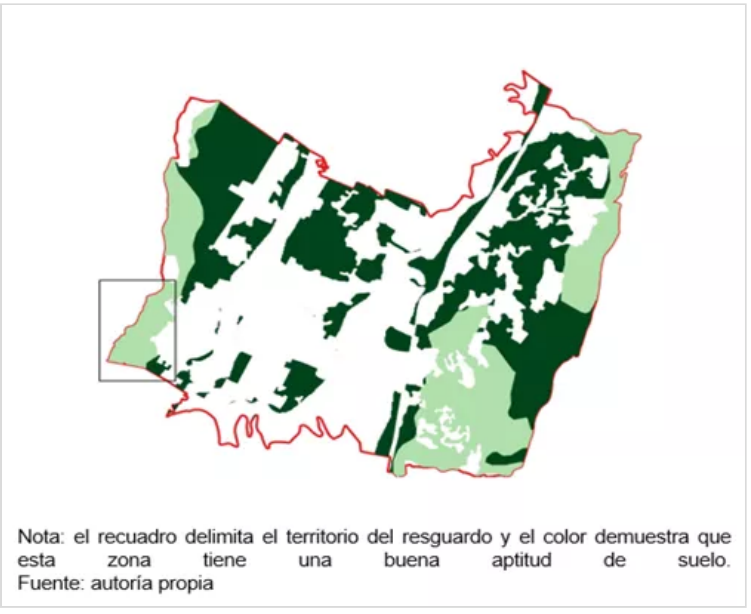 Nota: el recuadro delimita el territorio del resguardo y el color demuestra que
esta zona tiene una buena aptitud de suelo.
Fuente: autoría propia